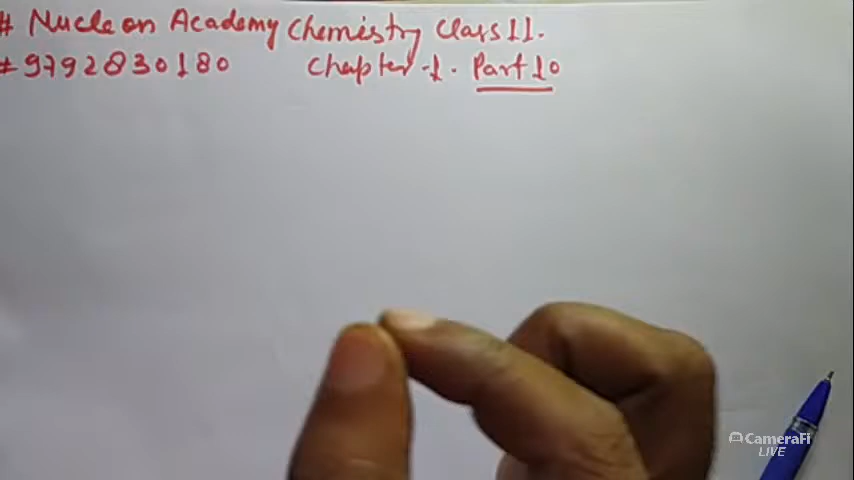 # Nucleon Academy Chemistry Class 11.
# 9792830180 Chapter-1. Part 10
CameraFi
LIVE